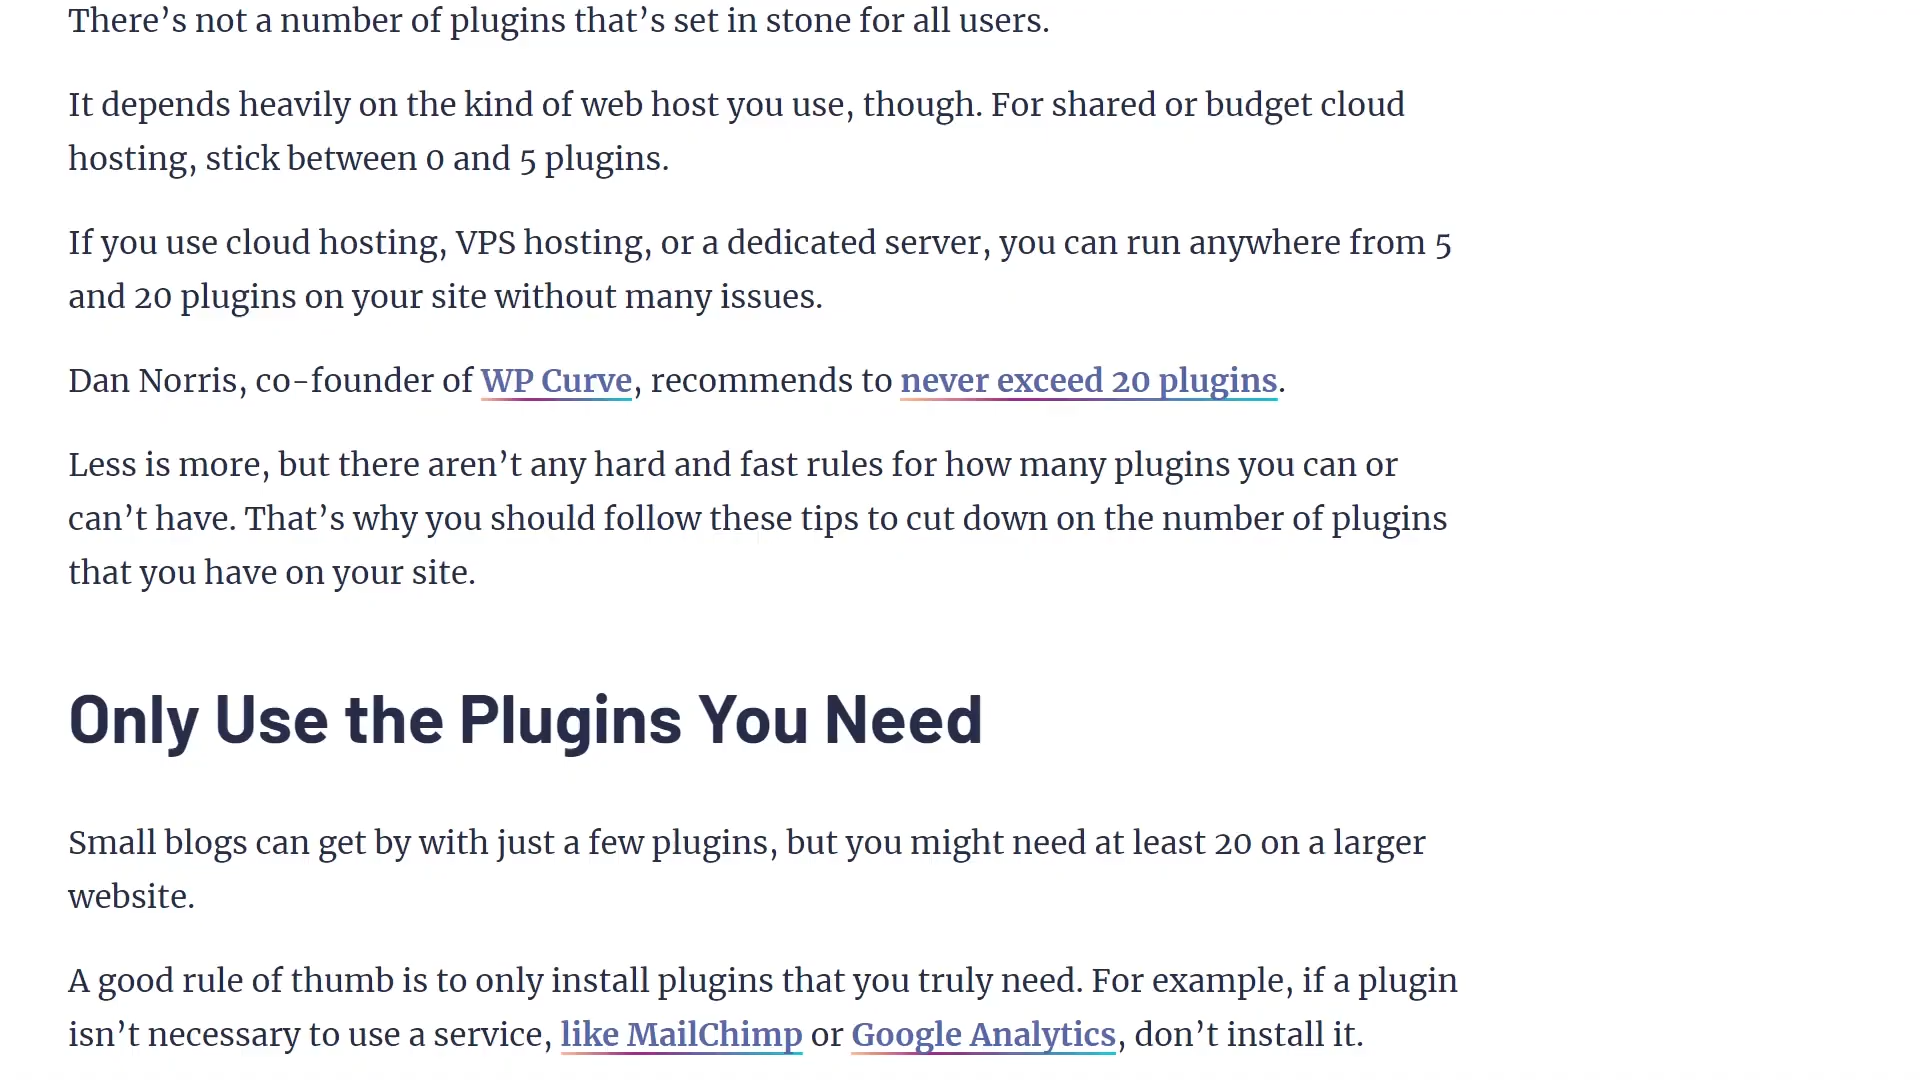 There’s not a number of plugins that’s set in stone for all users.
It depends heavily on the kind of web host you use, though. For shared or budget cloud
hosting, stick between 0 and 5 plugins.
If you use cloud hosting, VPS hosting, or a dedicated server, you can run anywhere from 5
and 20 plugins on your site without many issues.
Dan Norris, co-founder of WP Curve, recommends to never exceed 20 plugins.
Less is more, but there aren’t any hard and fast rules for how many plugins you can or
can’t have. That’s why you should follow these tips to cut down on the number of plugins
that you have on your site.
Only Use the Plugins You Need
Small blogs can get by with just a few plugins, but you might need at least 20 on a larger
website.
A good rule of thumb is to only install plugins that you truly need. For example, if a plugin
isn’t necessary to use a service, like MailChimp or Google Analytics, don’t install it.